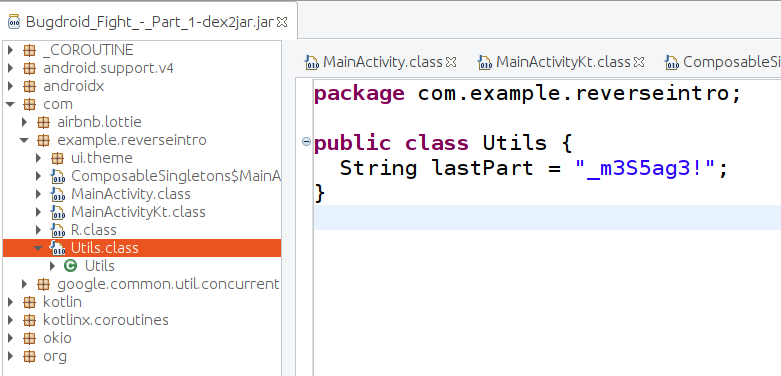 Bugdroid_Fight_-_Part_1-dex2jar.jar
_COROUTINE
android.support.v4
androidx
com
airbnb.lottie
example.reverseintro
ui.theme
ComposableSingletons$MainA
MainActivity.class
MainActivityKt.class
R.class
Utils.class
Utils
google.common.util.concurrent
kotlin
kotlinx.coroutines
okio
org
MainActivity.class MainActivityKt.class ComposableSi
package com.example.reverseintro;
public class Utils {
String lastPart = "_m3S5ag3!";
}